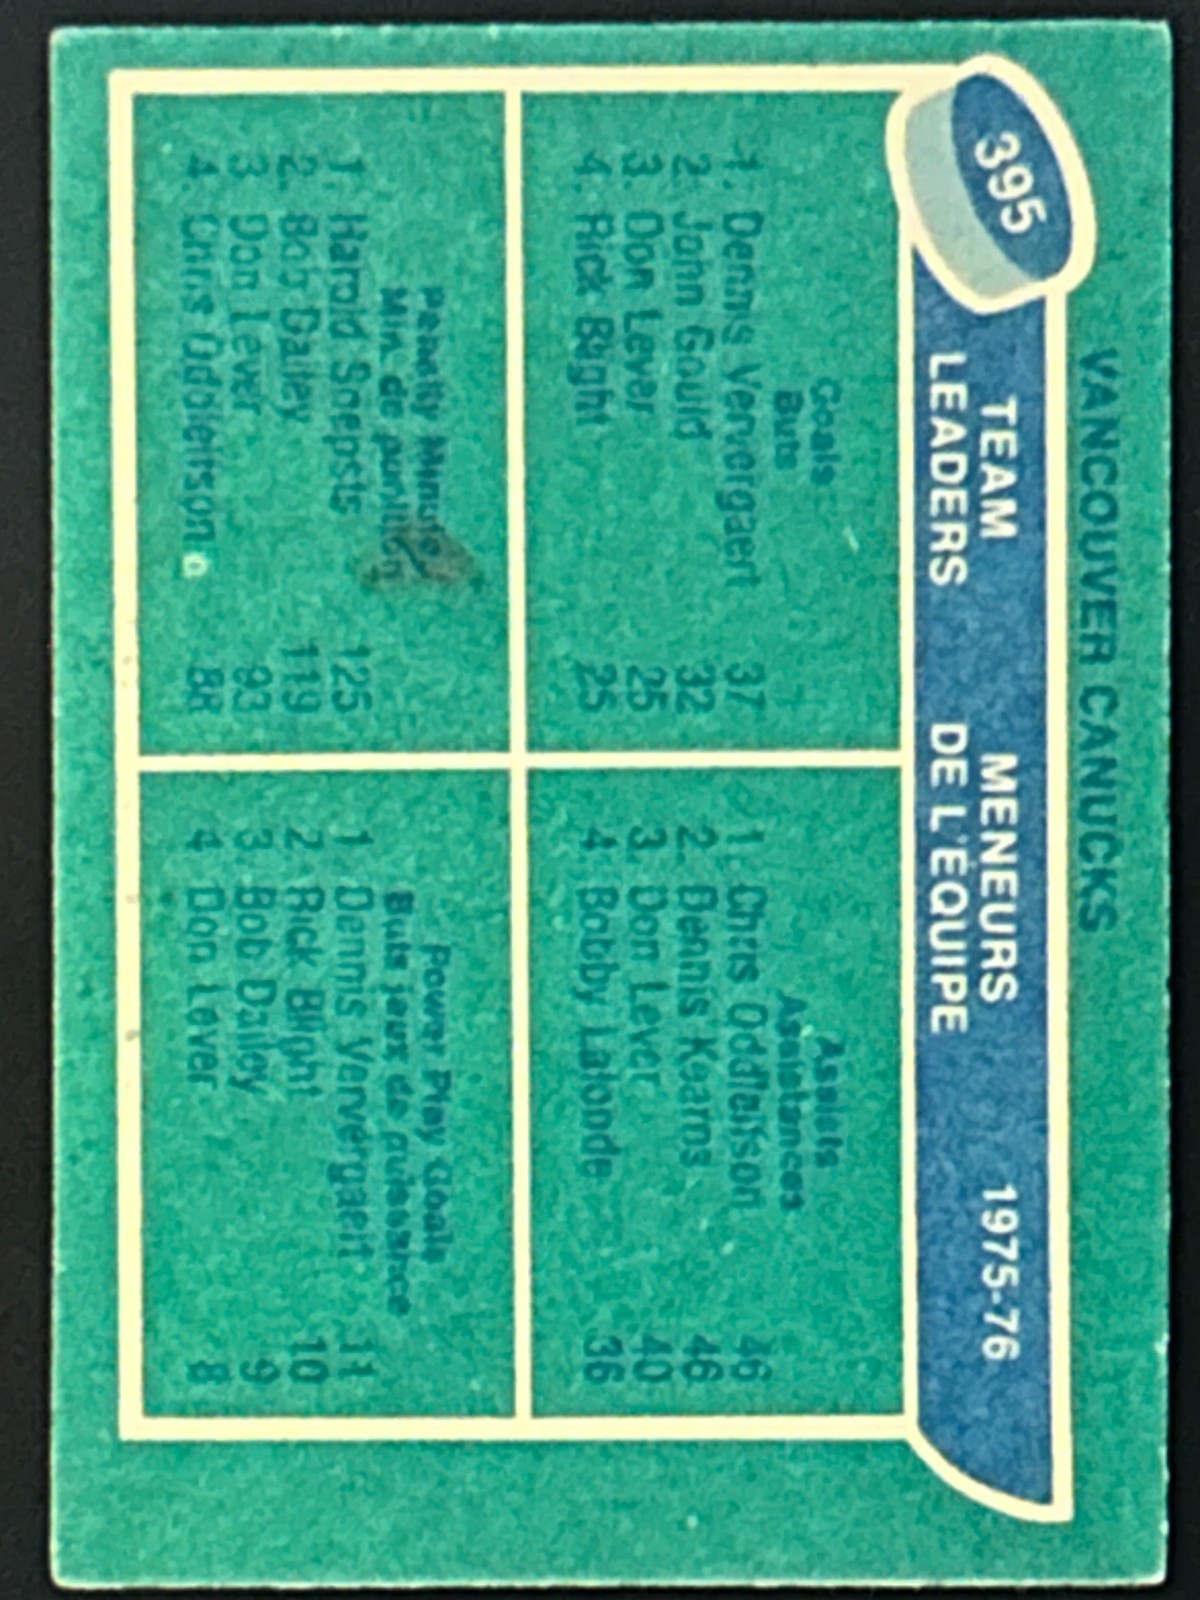 VANCOUVER CANUCKS
395
TEAM LEADERS
MENEURS DE L'ÉQUIPE
1975-76
Goals
Buts
1. Dennis Ververgaert 37
2. John Gould 32
3. Don Lever 25
4. Rick Blight 25
Assists
Assistances
1. Chris Oddleifson 46
2. Dennis Kearns 46
3. Don Lever 40
4. Bobby Lalonde 36
Penalty Minutes
Min. de punition
1. Harold Snepsts 125
2. Bob Dailey 119
3. Don Lever 93
4. Chris Oddleifson 88
Power Play Goals
Buts jeux de puissance
1. Dennis Ververgaert 11
2. Rick Blight 10
3. Bob Dailey 9
4. Don Lever 8